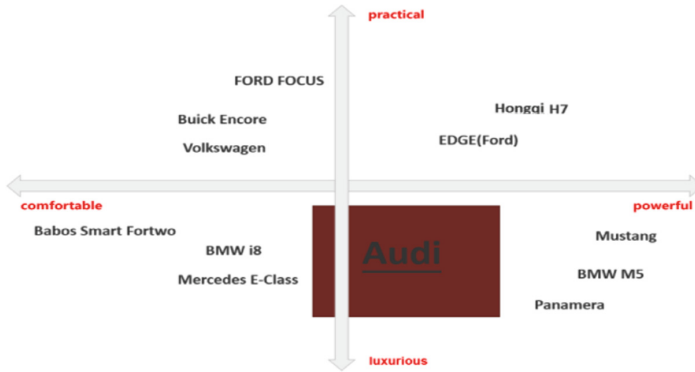 practical
FORD FOCUS
Hongqi H7
Buick Encore
EDGE(Ford)
Volkswagen
comfortable
powerful
Babos Smart Fortwo
Mustang
BMW i8
Audi
BMW M5
Mercedes E-Class
Panamera
luxurious